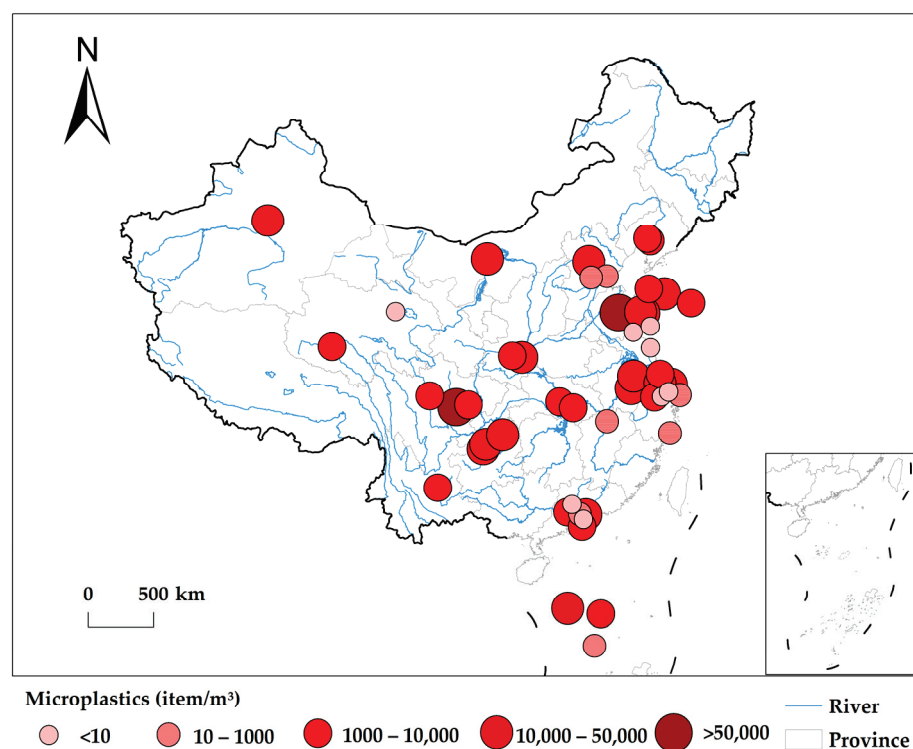 N
0 500 km
Microplastics (item/m³)
<10 10 – 1000 1000 – 10,000 10,000 – 50,000 >50,000
River
Province